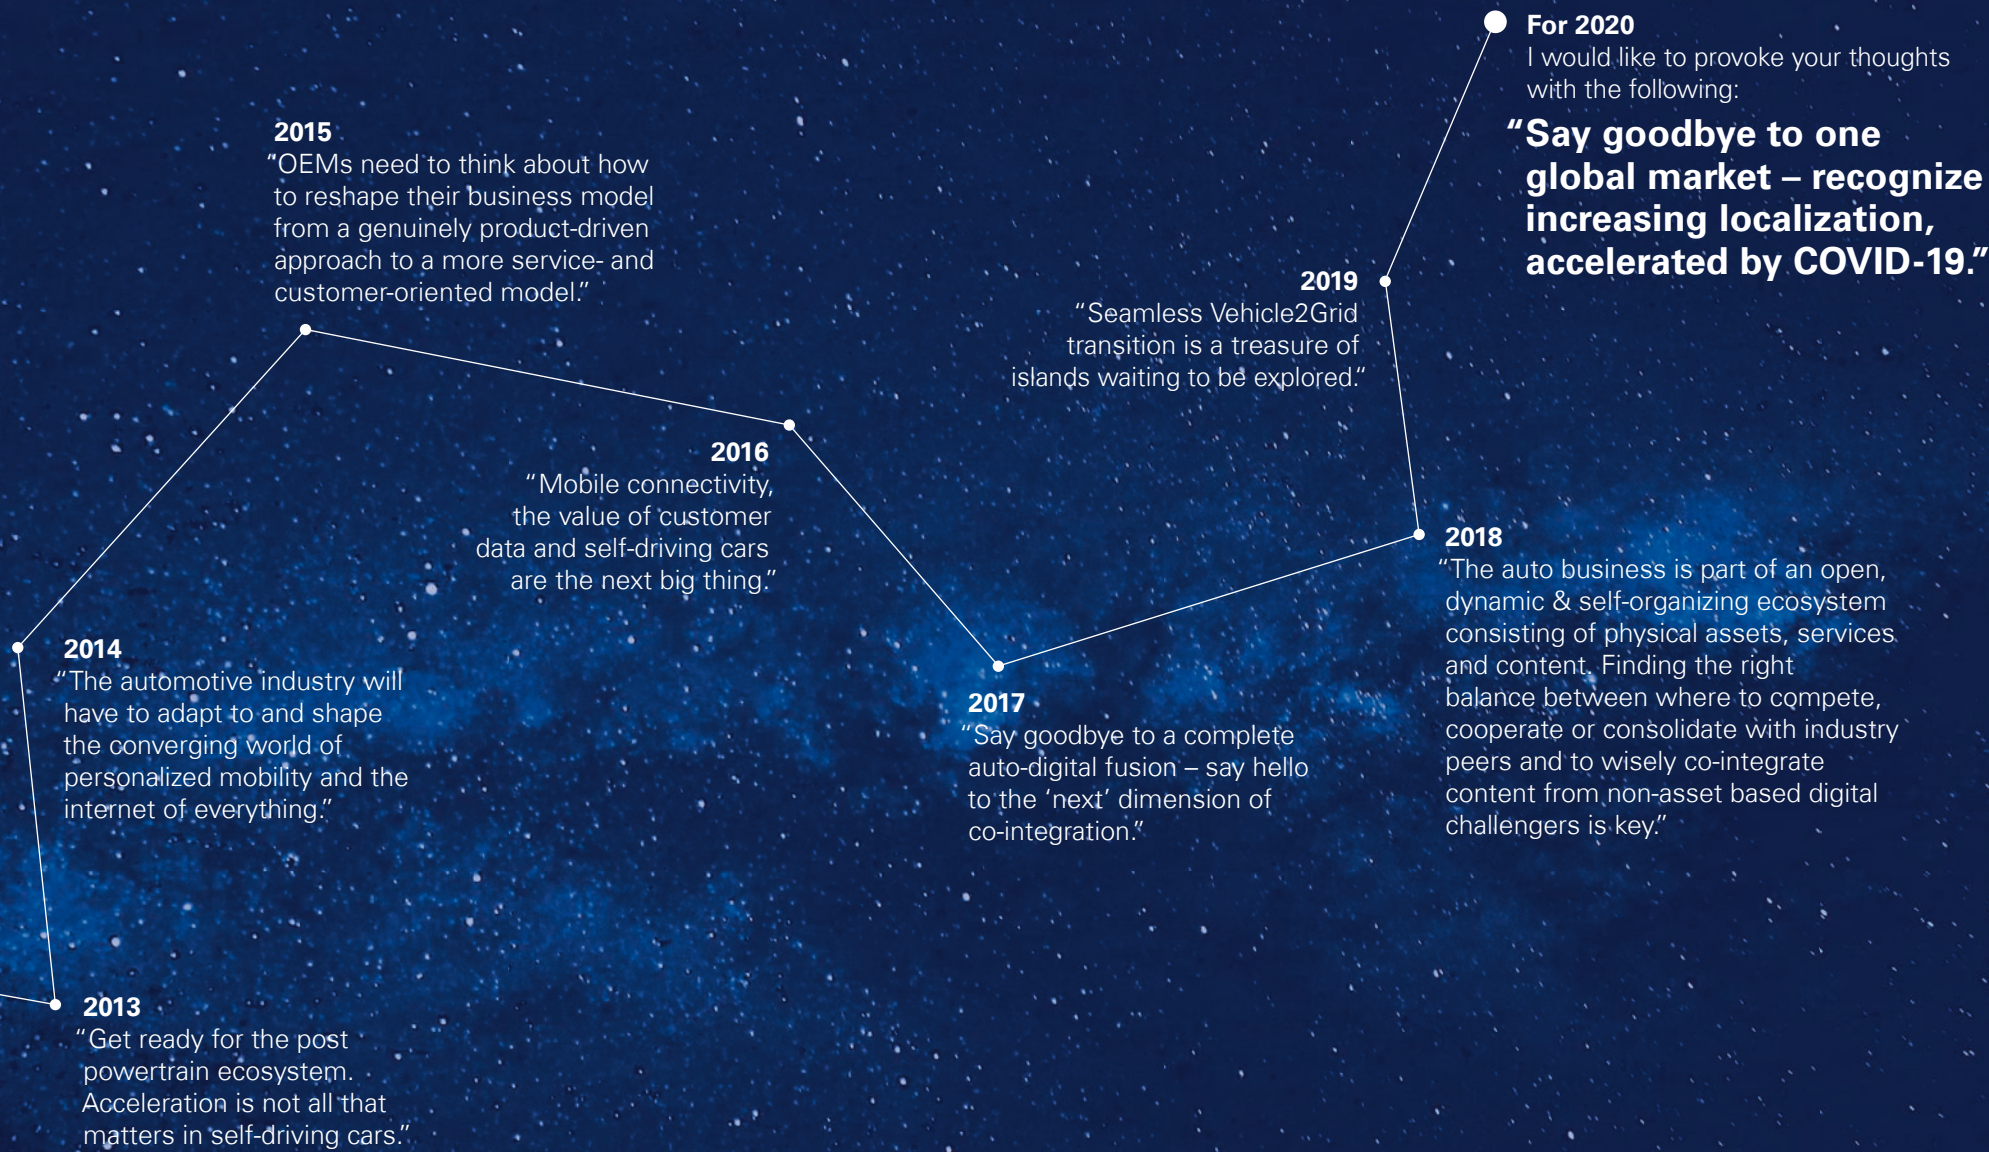 For 2020
I would like to provoke your thoughts
with the following:
“Say goodbye to one
global market – recognize
increasing localization,
accelerated by COVID-19.”
2015
“OEMs need to think about how
to reshape their business model
from a genuinely product-driven
approach to a more service- and
customer-oriented model.”
2019
“Seamless Vehicle2Grid
transition is a treasure of
islands waiting to be explored.“
2016
“Mobile connectivity,
the value of customer
data and self-driving cars
are the next big thing.”
2018
“The auto business is part of an open,
dynamic & self-organizing ecosystem
consisting of physical assets, services
and content. Finding the right
balance between where to compete,
cooperate or consolidate with industry
peers and to wisely co-integrate
content from non-asset based digital
challengers is key.”
2014
“The automotive industry will
have to adapt to and shape
the converging world of
personalized mobility and the
internet of everything.”
2017
“Say goodbye to a complete
auto-digital fusion – say hello
to the ‘next’ dimension of
co-integration.”
2013
“Get ready for the post
powertrain ecosystem.
Acceleration is not all that
matters in self-driving cars.”